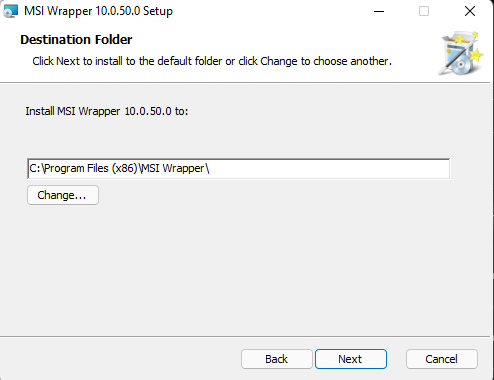 MSI Wrapper 10.0.50.0 Setup
Destination Folder
Click Next to install to the default folder or click Change to choose another.
Install MSI Wrapper 10.0.50.0 to:
C:\Program Files (x86)\MSI Wrapper\
Change...
Back Next Cancel